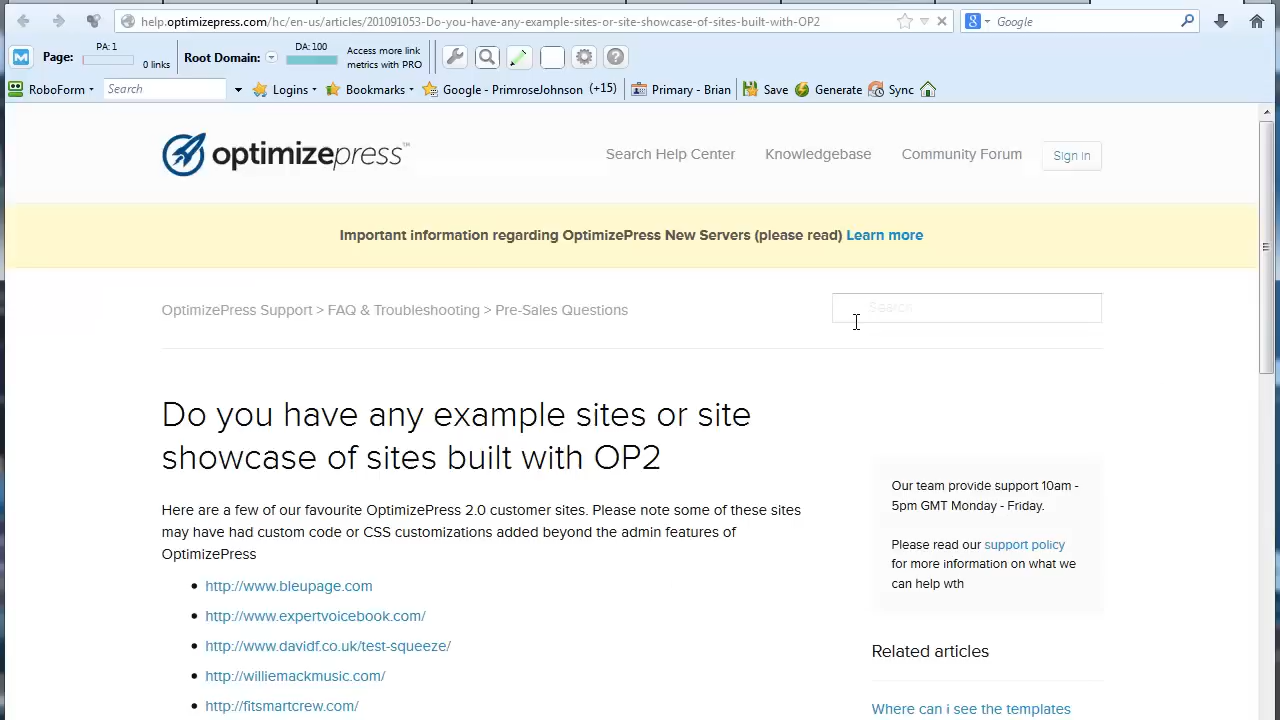 help.optimizepress.com/hc/en-us/articles/201091053-Do-you-have-any-example-sites-or-site-showcase-of-sites-built-with-OP2
Google
Page:
PA: 1
0 links
Root Domain:
DA: 100
Access more link
metrics with PRO
RoboForm
Search
Logins
Bookmarks
Google - PrimroseJohnson
(+15)
Primary - Brian
Save
Generate
Sync
optimizepress™
Search Help Center
Knowledgebase
Community Forum
Sign in
Important information regarding OptimizePress New Servers (please read) Learn more
OptimizePress Support > FAQ & Troubleshooting > Pre-Sales Questions
Search
Do you have any example sites or site
showcase of sites built with OP2
Here are a few of our favourite OptimizePress 2.0 customer sites. Please note some of these sites
may have had custom code or CSS customizations added beyond the admin features of
OptimizePress
http://www.bleupage.com
http://www.expertvoicebook.com/
http://www.davidf.co.uk/test-squeeze/
http://williemackmusic.com/
http://fitsmartcrew.com/
Our team provide support 10am -
5pm GMT Monday - Friday.
Please read our support policy
for more information on what we
can help wth
Related articles
Where can i see the templates